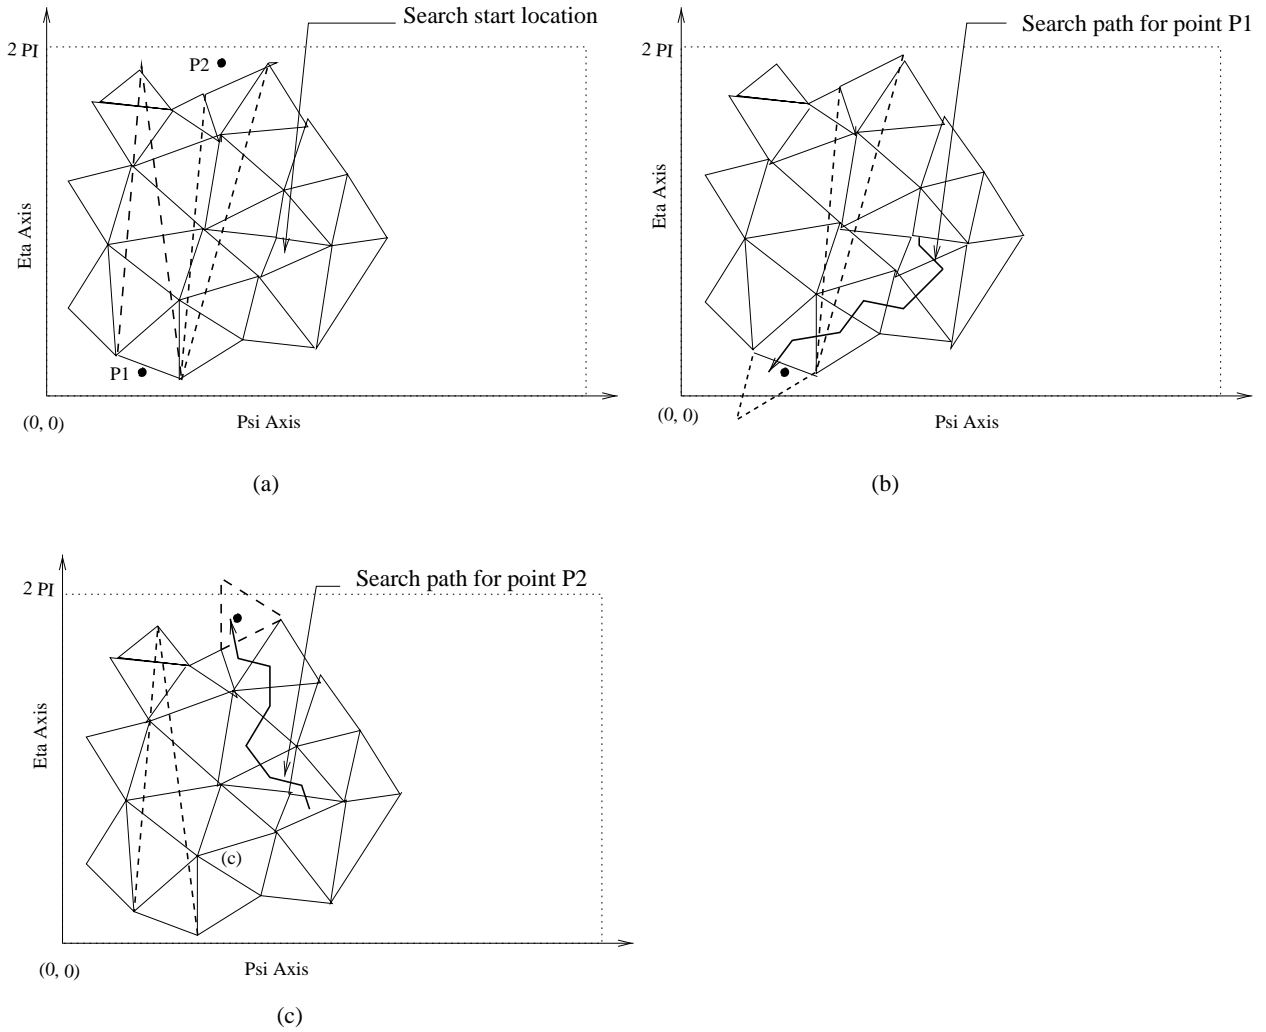 Search start location
2 PI
P2
Eta Axis
P1
(0, 0)
Psi Axis
(a)
Search path for point P1
2 PI
Eta Axis
(0, 0)
Psi Axis
(b)
Search path for point P2
2 PI
Eta Axis
(c)
(0, 0)
Psi Axis
(c)